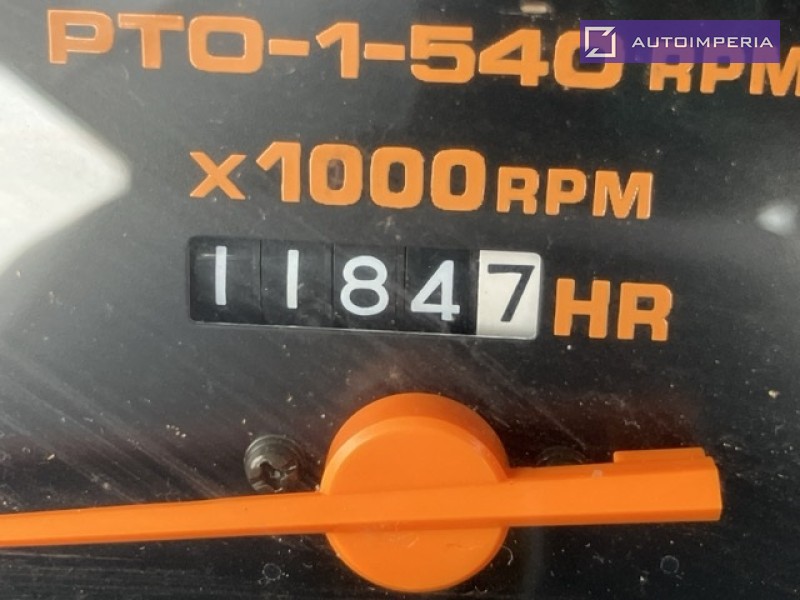 AUTOIMPERIA
PTO-1-540 RPM
X1000RPM
11847 HR